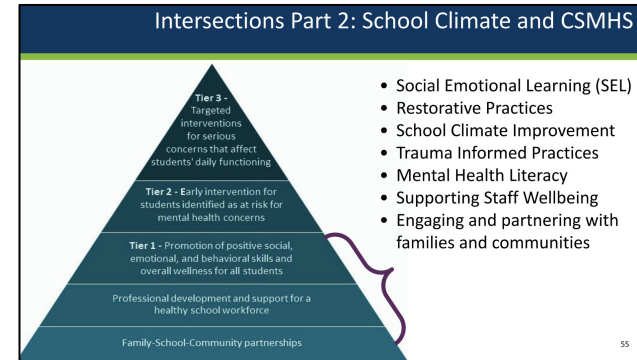 Intersections Part 2: School Climate and CSMHS
Tier 3 -
Targeted
interventions
for serious
concerns that affect
students' daily functioning
Tier 2 - Early intervention for
students identified as at risk for
mental health concerns
Tier 1 - Promotion of positive social,
emotional, and behavioral skills and
overall wellness for all students
Professional development and support for a
healthy school workforce
Family-School-Community partnerships
• Social Emotional Learning (SEL)
• Restorative Practices
• School Climate Improvement
• Trauma Informed Practices
• Mental Health Literacy
• Supporting Staff Wellbeing
• Engaging and partnering with
families and communities
55